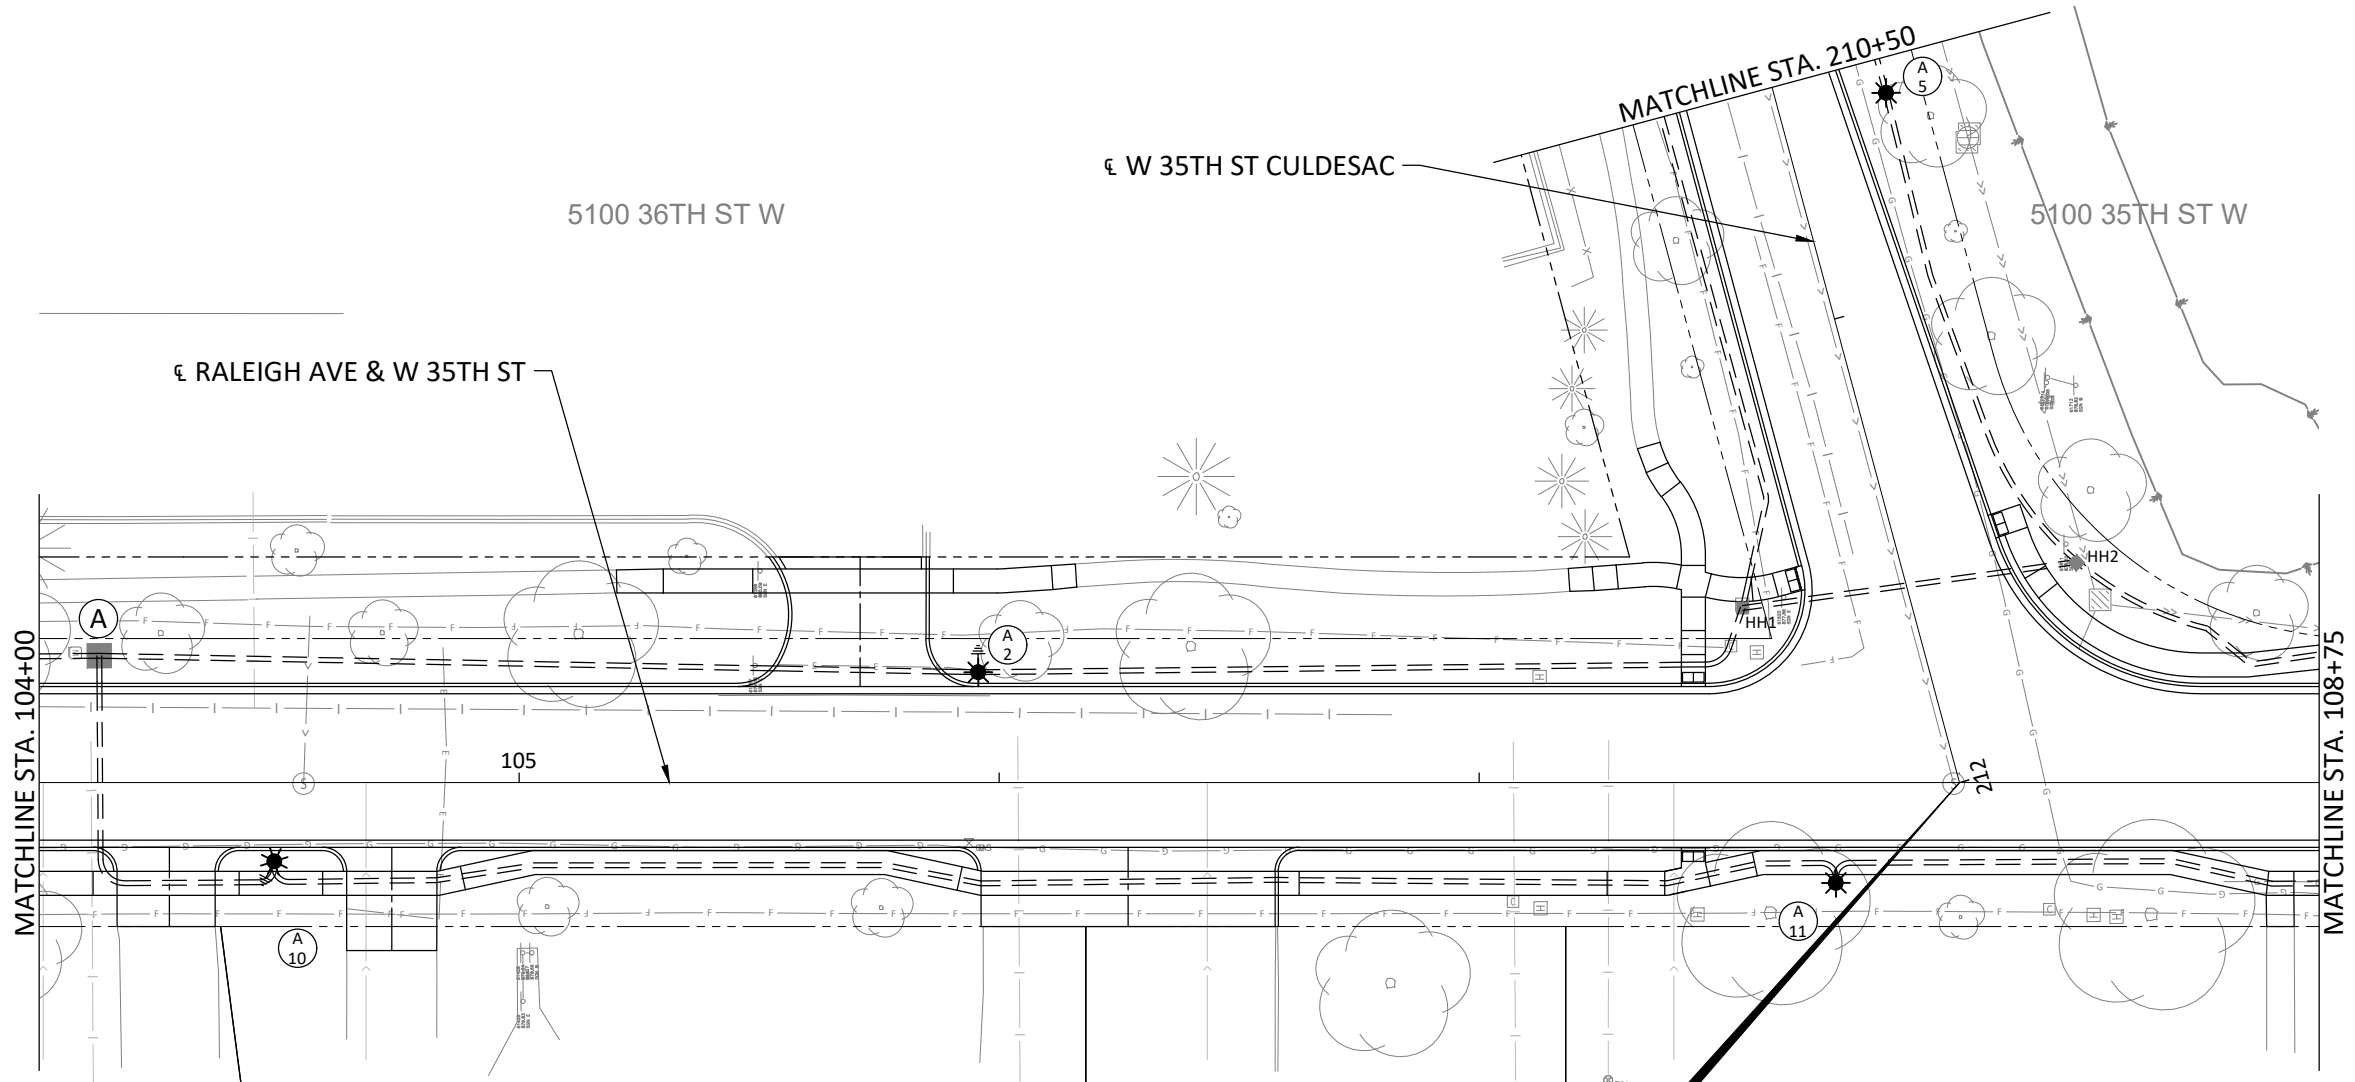 MATCHLINE STA. 210+50
A
5
℄ W 35TH ST CULDESAC
5100 36TH ST W
5100 35TH ST W
℄ RALEIGH AVE & W 35TH ST
HH2
A
A
2
HH1
MATCHLINE STA. 104+00
MATCHLINE STA. 108+75
105
212
S
S
A
10
A
11